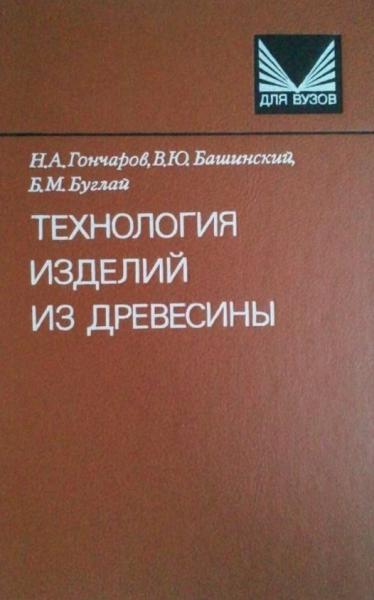 ДЛЯ ВУЗОВ
Н.А.Гончаров, В.Ю.Башинский,
Б.М.Буглай
ТЕХНОЛОГИЯ
ИЗДЕЛИЙ
ИЗ ДРЕВЕСИНЫ